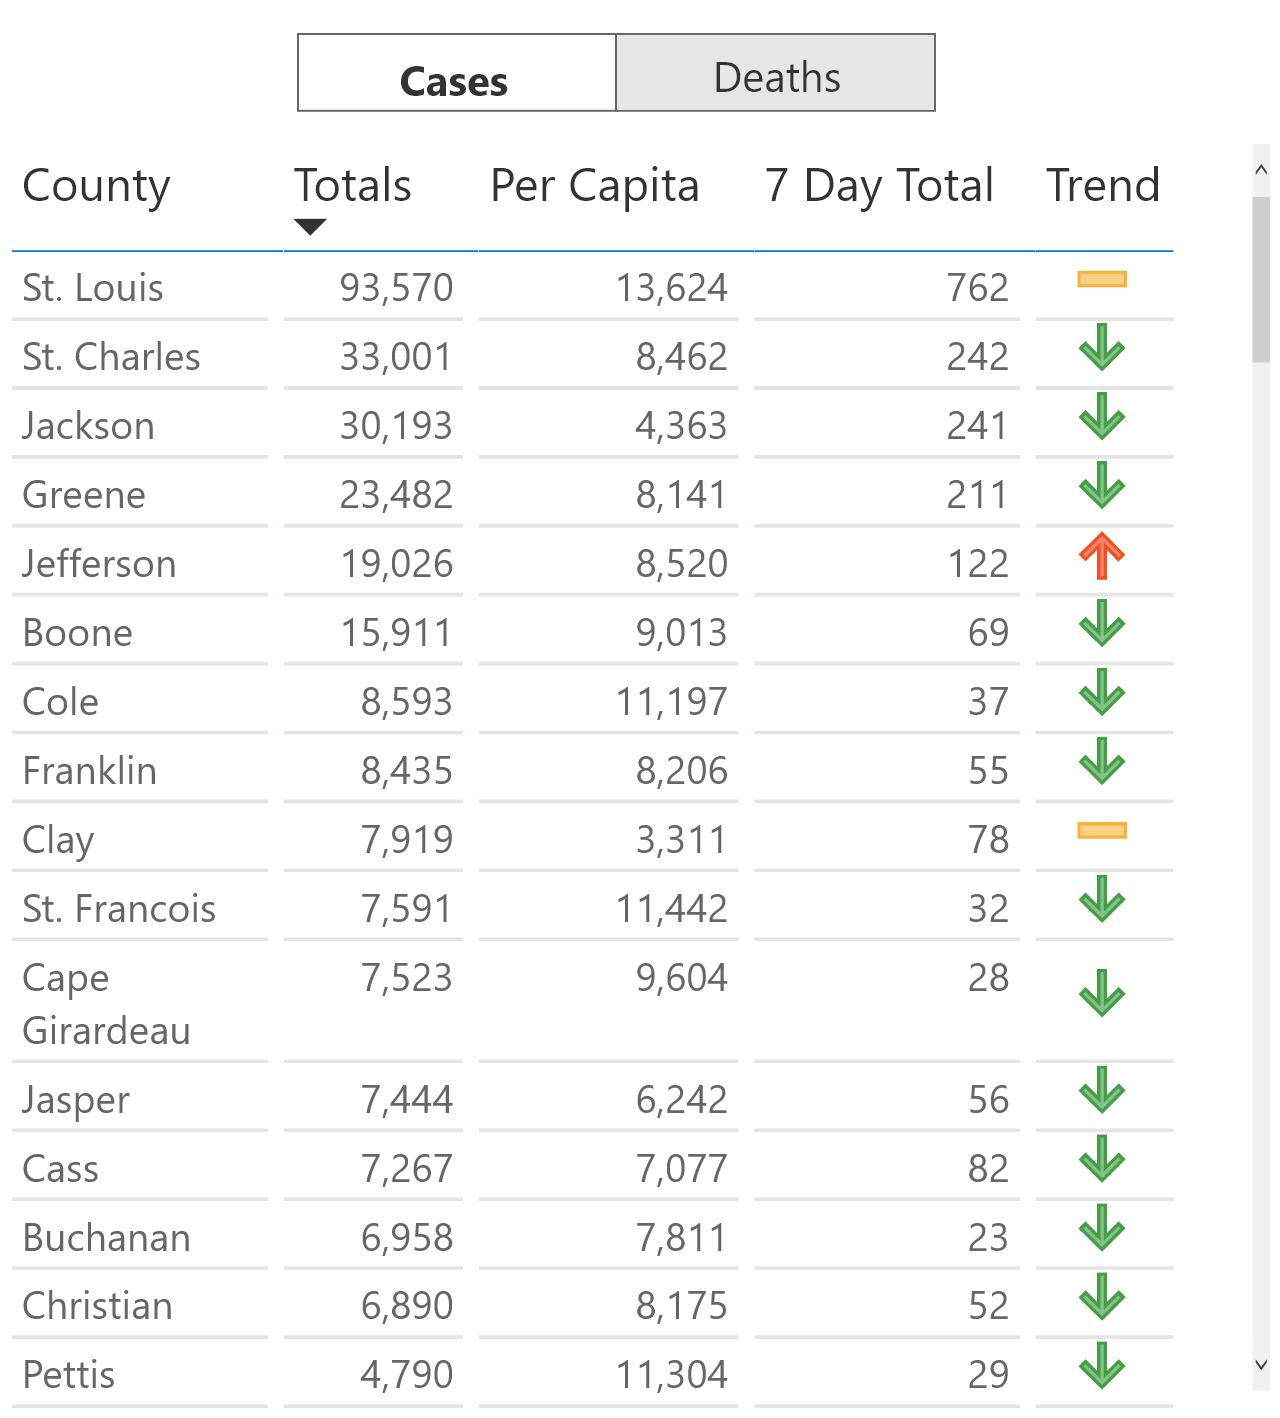 Cases Deaths
County Totals Per Capita 7 Day Total Trend
St. Louis 93,570 13,624 762
St. Charles 33,001 8,462 242
Jackson 30,193 4,363 241
Greene 23,482 8,141 211
Jefferson 19,026 8,520 122
Boone 15,911 9,013 69
Cole 8,593 11,197 37
Franklin 8,435 8,206 55
Clay 7,919 3,311 78
St. Francois 7,591 11,442 32
Cape 7,523 9,604 28
Girardeau
Jasper 7,444 6,242 56
Cass 7,267 7,077 82
Buchanan 6,958 7,811 23
Christian 6,890 8,175 52
Pettis 4,790 11,304 29